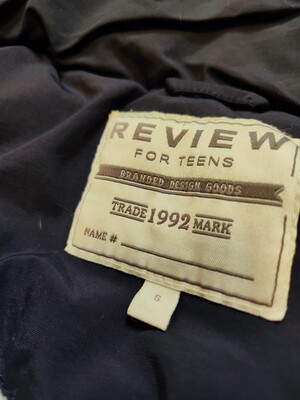 REVIEW
FOR TEENS
BRANDED DESIGN GOODS
TRADE 1992 MARK
NAME #
S